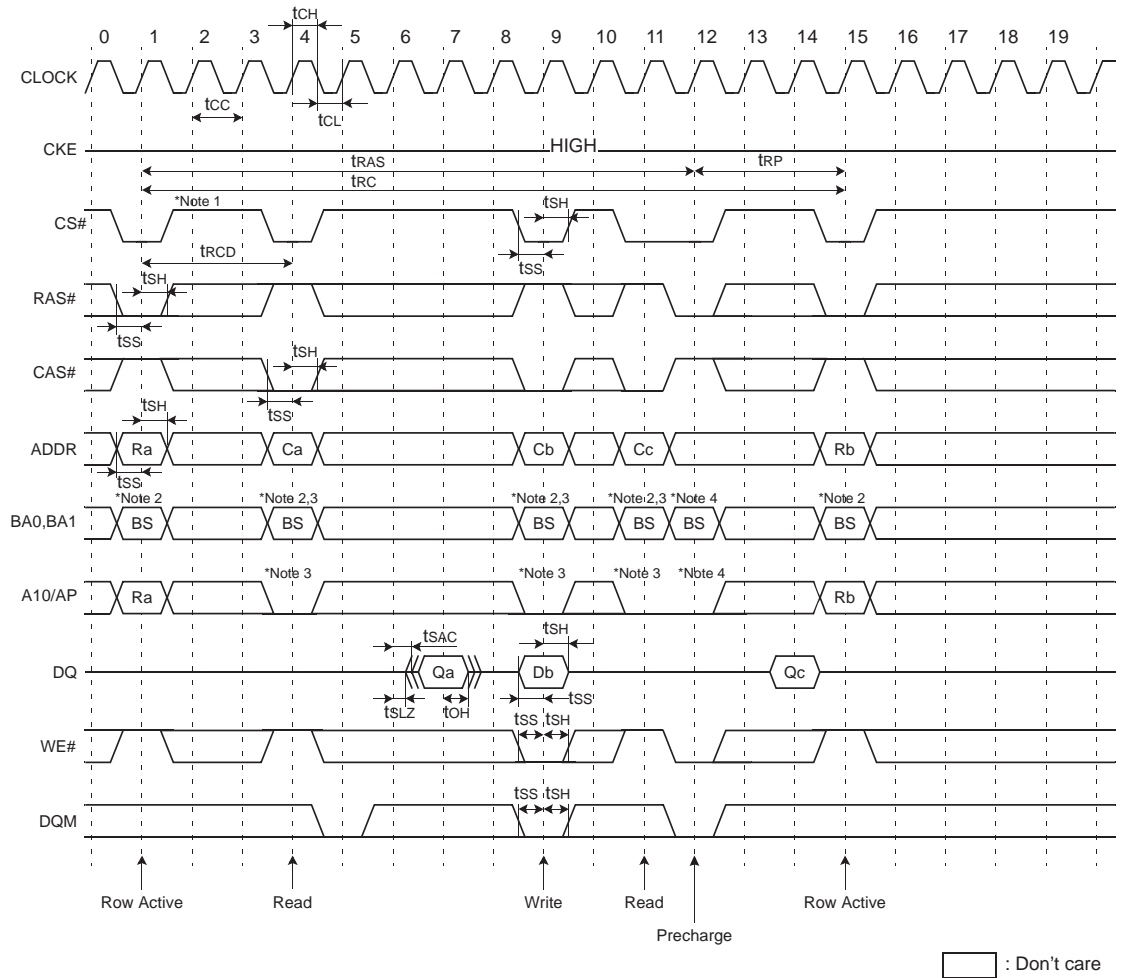 tCH
0 1 2 3 4 5 6 7 8 9 10 11 12 13 14 15 16 17 18 19
CLOCK
tCC
tCL
CKE
HIGH
tRAS
tRP
tRC
*Note 1
tSH
CS#
tRCD
tSS
tSH
RAS#
tSS
tSH
CAS#
tSH
tSS
ADDR
Ra Ca Cb Cc Rb
tSS
*Note 2 *Note 2,3 *Note 2,3 *Note 2,3 *Note 4 *Note 2
BA0,BA1
BS BS BS BS BS BS
*Note 3 *Note 3 *Note 3 *Note 4
A10/AP
Ra Rb
tSAC
tSH
DQ
Qa Db Qc
tSLZ
tOH
tSS
tSS tSH
WE#
tSS tSH
DQM
Row Active Read Write Read Row Active
Precharge
: Don't care